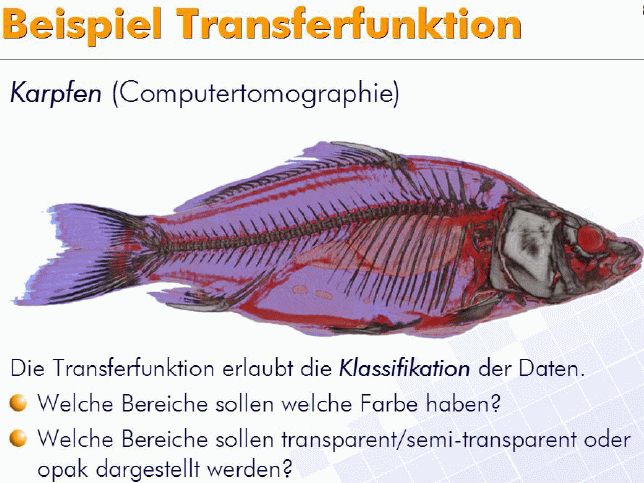 Beispiel Transferfunktion
Karpfen (Computertomographie)
Die Transferfunktion erlaubt die Klassifikation der Daten.
Welche Bereiche sollen welche Farbe haben?
Welche Bereiche sollen transparent/semi-transparent oder
opak dargestellt werden?